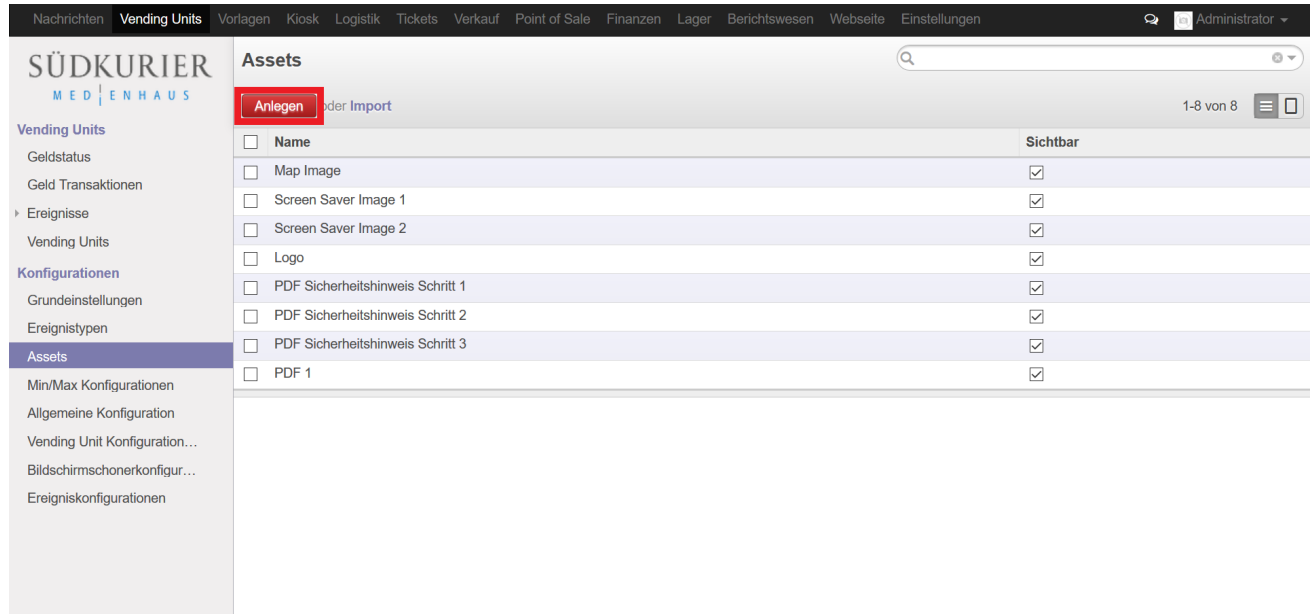 Nachrichten Vending Units Vorlagen Kiosk Logistik Tickets Verkauf Point of Sale Finanzen Lager Berichtswesen Webseite Einstellungen Administrator
SÜDKURIER
MEDIENHAUS
Vending Units
Geldstatus
Geld Transaktionen
Ereignisse
Vending Units
Konfigurationen
Grundeinstellungen
Ereignistypen
Assets
Min/Max Konfigurationen
Allgemeine Konfiguration
Vending Unit Konfiguration…
Bildschirmschonerkonfigur…
Ereigniskonfigurationen
Assets
Anlegen oder Import 1-8 von 8
Name Sichtbar
Map Image
Screen Saver Image 1
Screen Saver Image 2
Logo
PDF Sicherheitshinweis Schritt 1
PDF Sicherheitshinweis Schritt 2
PDF Sicherheitshinweis Schritt 3
PDF 1